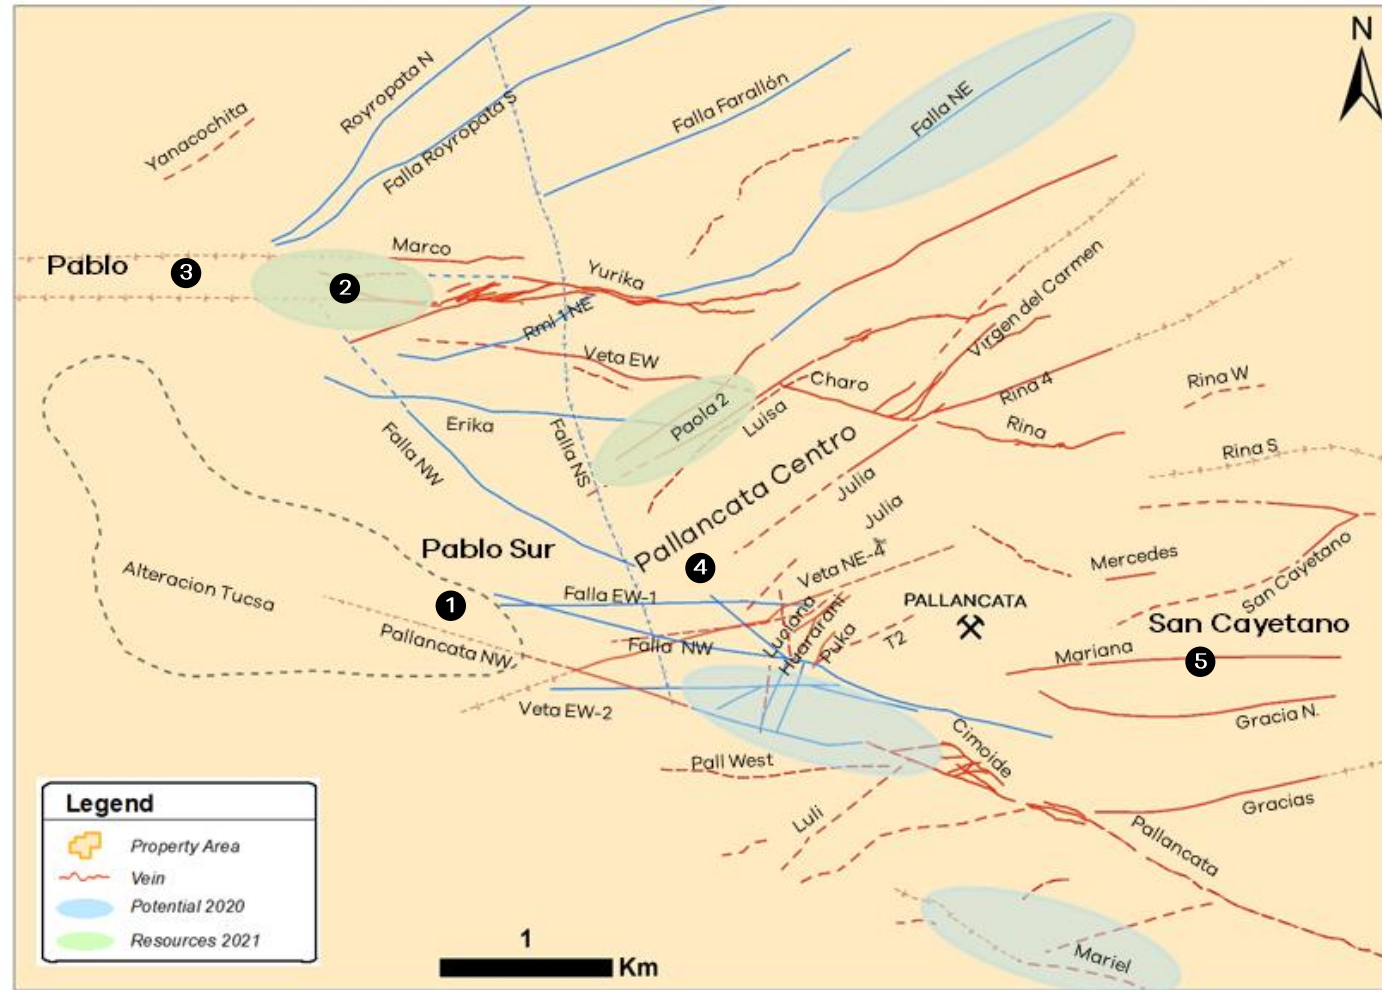 N
Royropata N
Falla Royropata S
Falla Farallón
Falla NE
Yanacochita
Marco
Pablo
3
2
Yurika
Virgen del Carmen
Rml 1 NE
Veta EW
Charo
Rina 4
Rina W
Paola 2
Luisa
Erika
Falla NW
Falla NS
Rina
Rina S
Pallancata Centro
Julia
Julia
Pablo Sur
4
Veta NE-4
Mercedes
Alteracion Tucsa
1
Falla EW-1
Luciana
Huararani
Puka
T2
PALLANCATA
San Cayetano
San Cayetano
Pallancata NW
Falla NW
Mariana
5
Veta EW-2
Gracia N.
Pall West
Cimoide
Luli
Gracias
Pallancata
Mariel
Legend
Property Area
Vein
Potential 2020
Resources 2021
1
Km